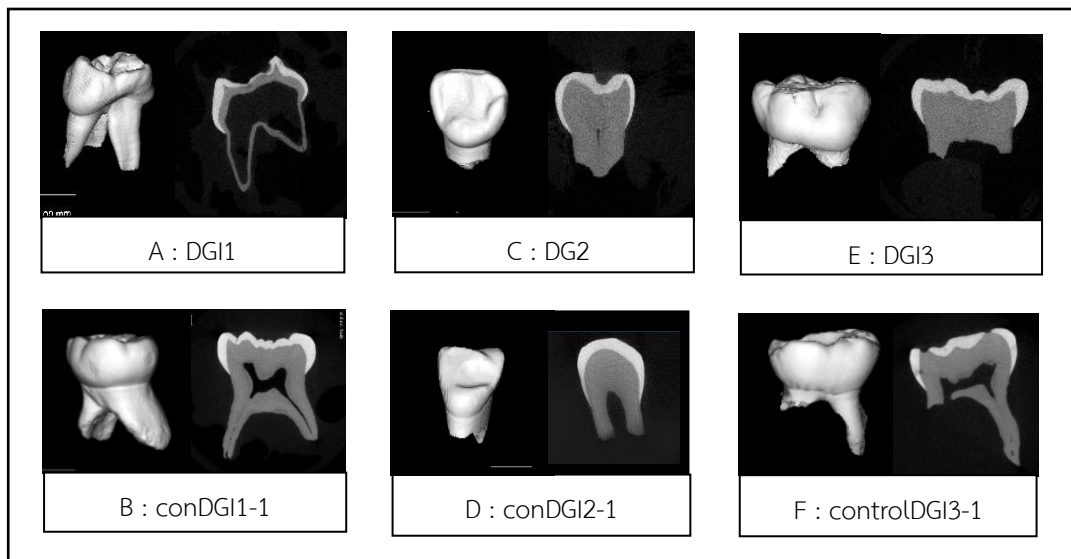 A : DGI1
C : DG2
E : DGI3
B : conDGI1-1
D : conDGI2-1
F : controlDGI3-1